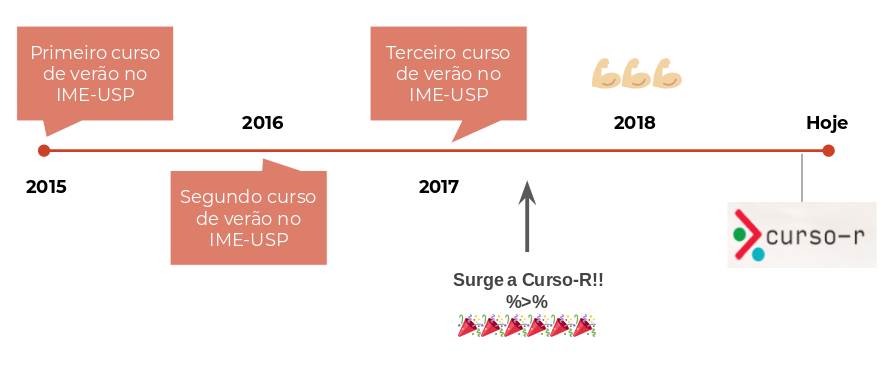 Primeiro curso
de verão no
IME-USP
Terceiro curso
de verão no
IME-USP
2016
2018
Hoje
2015
2017
Segundo curso
de verão no
IME-USP
curso-r
Surge a Curso-R!!
%>%